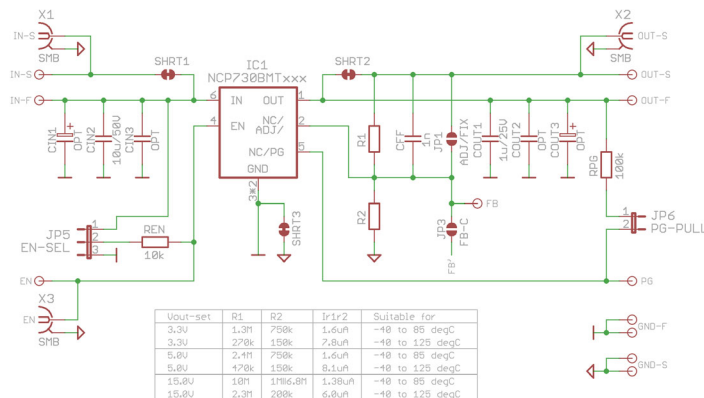 X1
IN-S
SMB
IN-S
IN-F
SHRT1
IC1
NCP730BMTxxx
SHRT2
X2
OUT-S
SMB
OUT-S
OUT-F
6 IN OUT 1
4 EN NC/ ADJ/ 2
NC/PG 5
GND
3*2
CIN1
OPT
CIN2
10u/50V
CIN3
OPT
R1
CFF
1n
JP1
ADJ/FIX
COUT1
1u/25V
COUT2
OPT
COUT3
OPT
RPG
100k
R2
FB
JP3
FB-C
FB'
SHRT3
JP5
EN-SEL
1
2
3
REN
10k
JP6
PG-PULL
1
2
EN
PG
X3
EN
SMB
GND-F
GND-S
Vout-set R1 R2 Ir1r2 Suitable for
3.3V 1.3M 750k 1.6uA -40 to 85 degC
3.3V 270k 150k 7.8uA -40 to 125 degC
5.0V 2.4M 750k 1.6uA -40 to 85 degC
5.0V 470k 150k 8.1uA -40 to 125 degC
15.0V 10M 1M||6.8M 1.38uA -40 to 85 degC
15.0V 2.3M 200k 6.0uA -40 to 125 degC